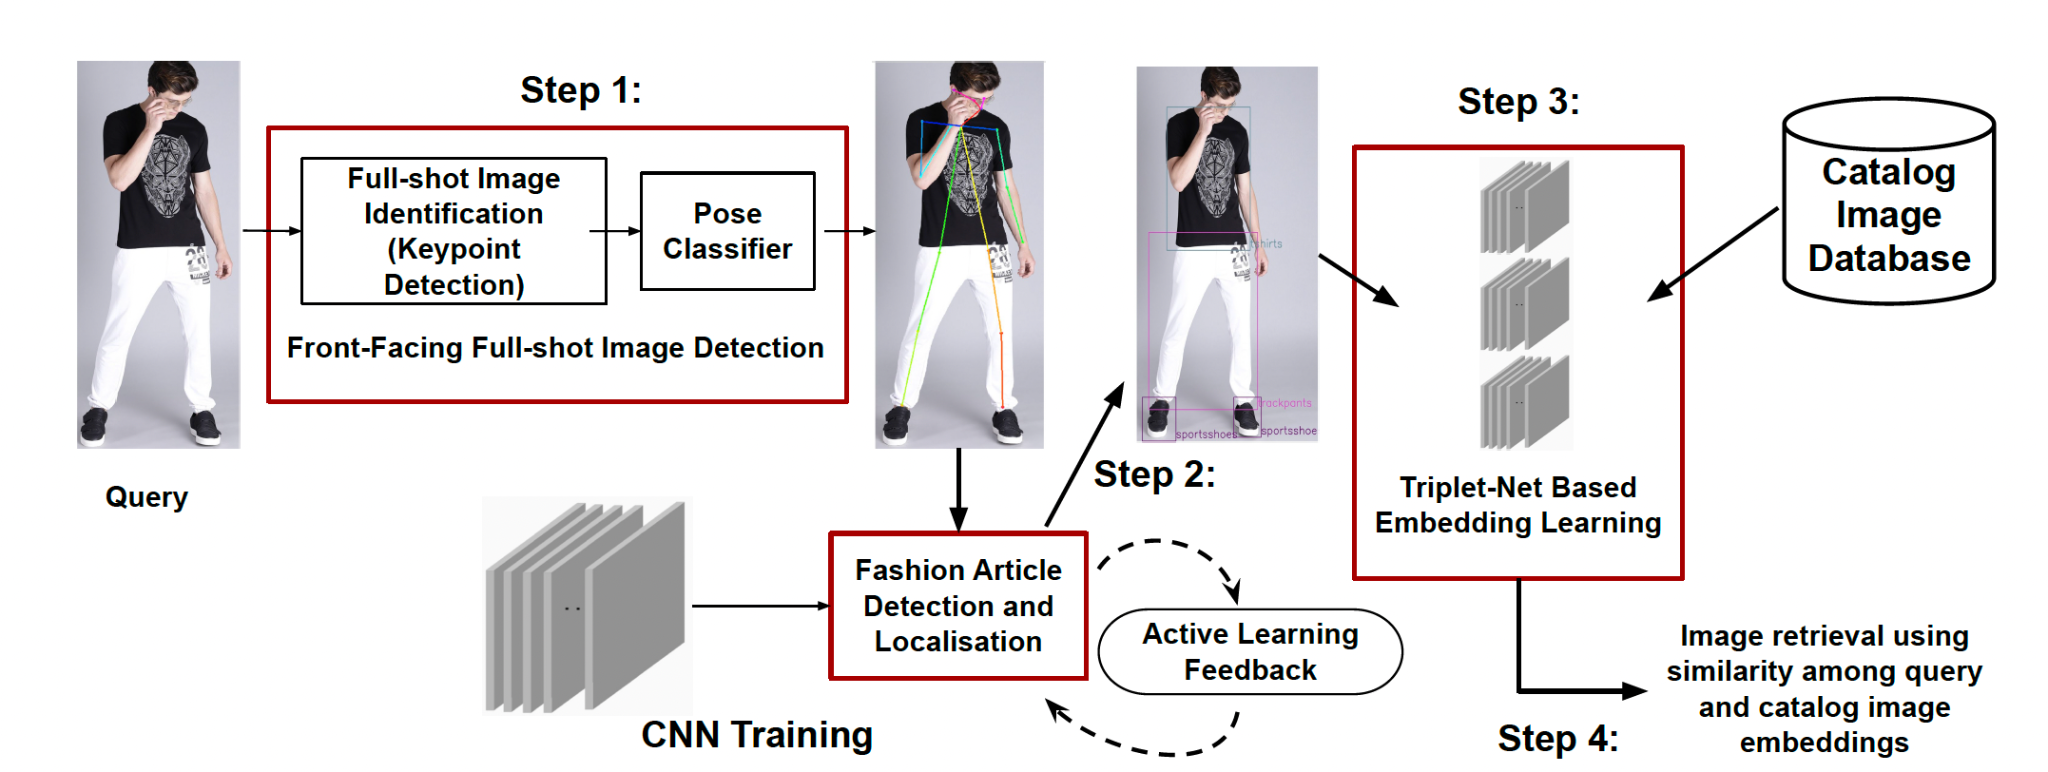 Step 1:
Full-shot Image
Identification
(Keypoint
Detection)
Pose
Classifier
Front-Facing Full-shot Image Detection
Query
tshirts
trackpants
sportsshoes
sportsshoe
Step 2:
CNN Training
Fashion Article
Detection and
Localisation
Active Learning
Feedback
Step 3:
Triplet-Net Based
Embedding Learning
Catalog
Image
Database
Step 4:
Image retrieval using
similarity among query
and catalog image
embeddings